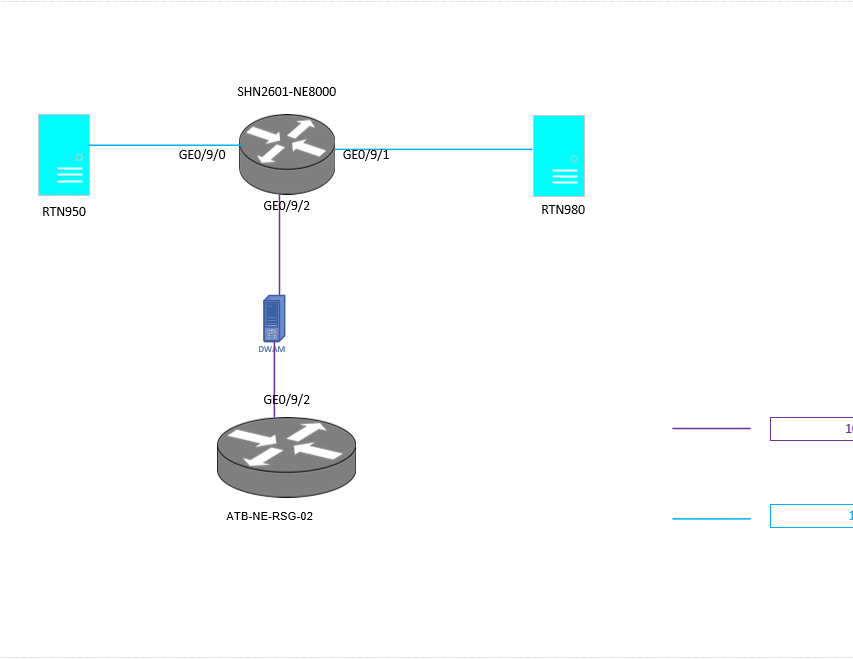 SHN2601-NE8000
GE0/9/0
GE0/9/1
RTN950
GE0/9/2
RTN980
DWAM
GE0/9/2
ATB-NE-RSG-02